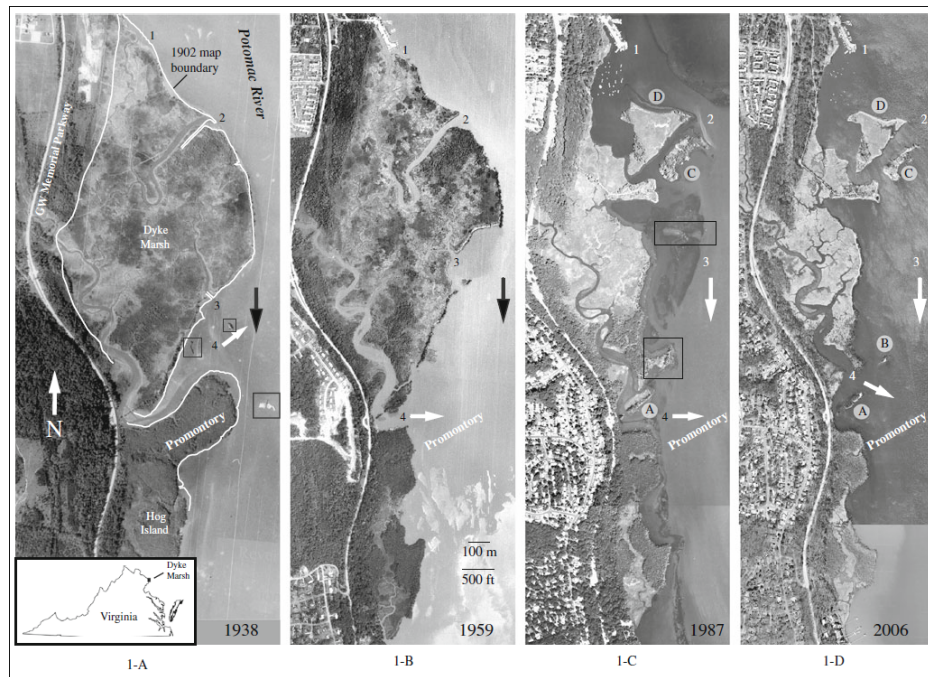 1
1902 map
boundary
Potomac River
GW Memorial Parkway
2
Dyke
Marsh
3
4
N
Promontory
Hog
Island
Dyke
Marsh
Virginia
1938
1-A
1
2
3
4
Promontory
100 m
500 ft
1959
1-B
1
D
2
C
3
A
4
Promontory
1987
1-C
1
D
2
C
3
B
4
A
Promontory
2006
1-D